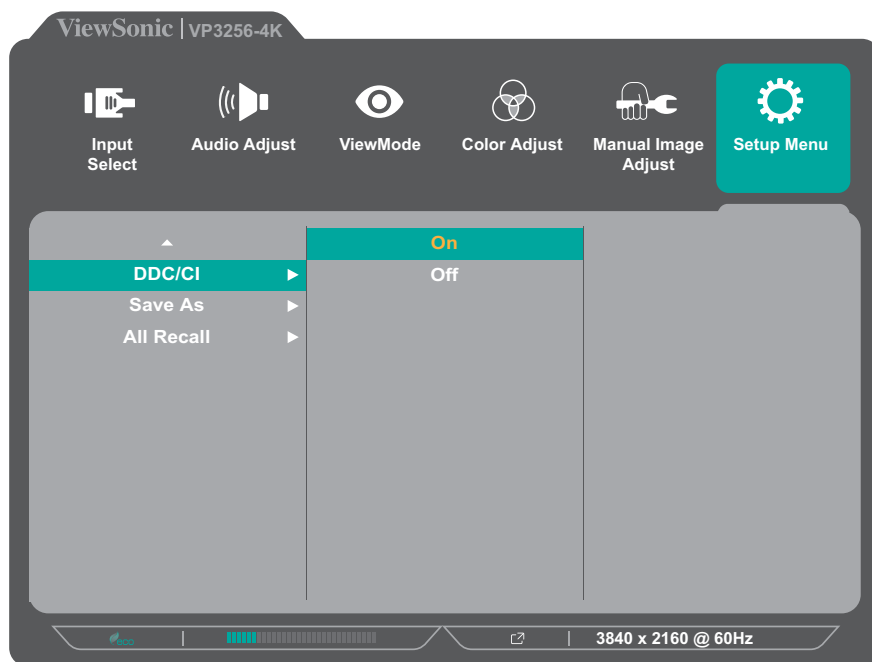 ViewSonic | VP3256-4K
Input Select
Audio Adjust
ViewMode
Color Adjust
Manual Image Adjust
Setup Menu
On
DDC/CI
Off
Save As
All Recall
eco
3840 x 2160 @ 60Hz